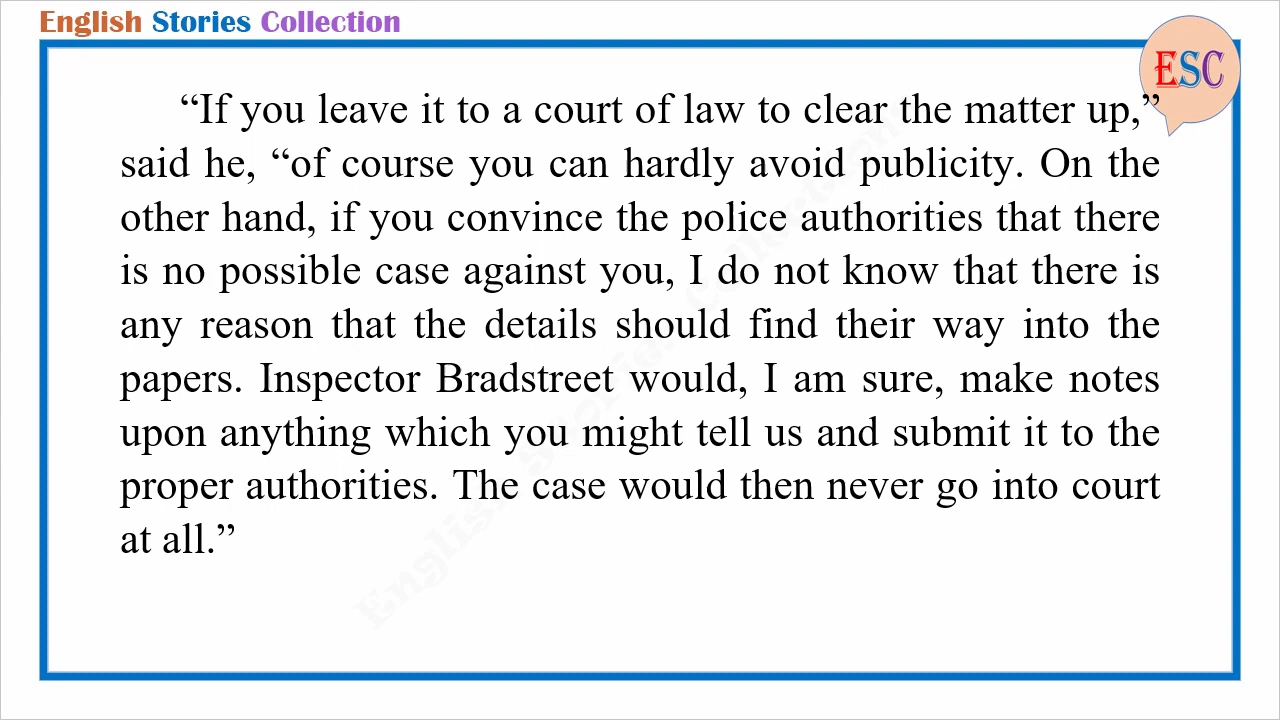 English Stories Collection
ESC
“If you leave it to a court of law to clear the matter up,”
said he, “of course you can hardly avoid publicity. On the
other hand, if you convince the police authorities that there
is no possible case against you, I do not know that there is
any reason that the details should find their way into the
papers. Inspector Bradstreet would, I am sure, make notes
upon anything which you might tell us and submit it to the
proper authorities. The case would then never go into court
at all.”
English Stories Collection